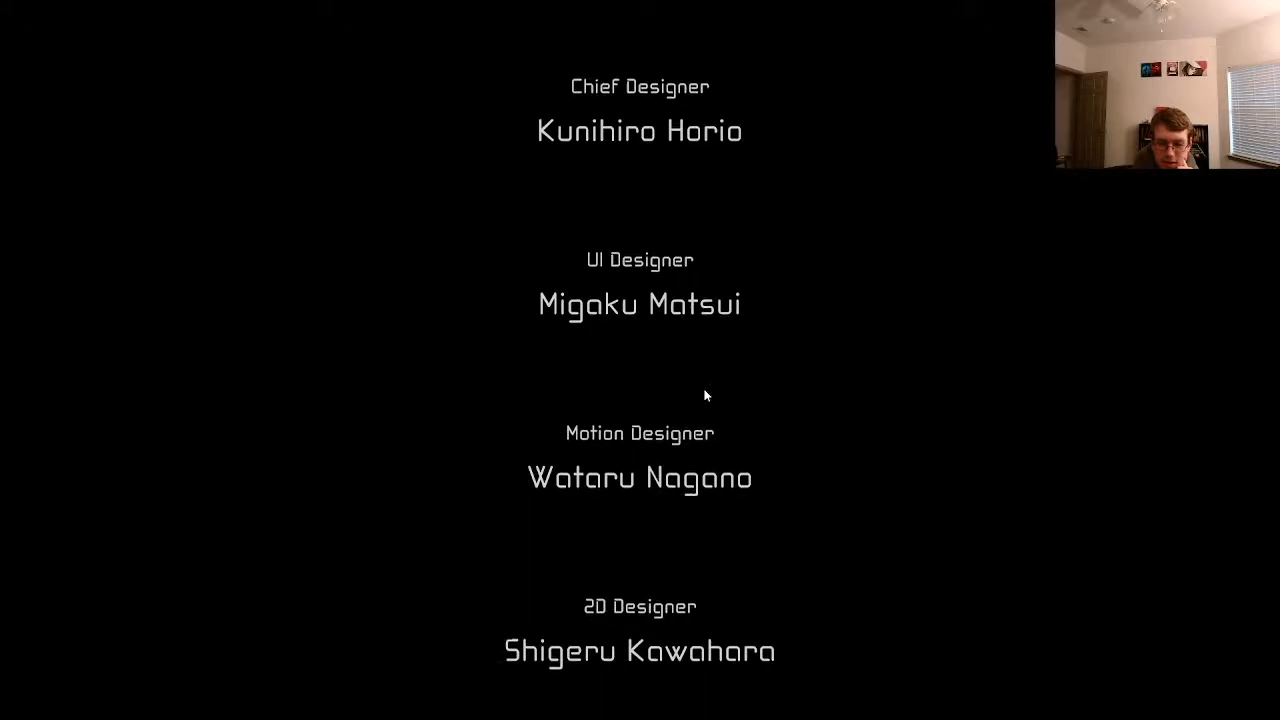 Chief Designer
Kunihiro Horio
UI Designer
Migaku Matsui
Motion Designer
Wataru Nagano
2D Designer
Shigeru Kawahara